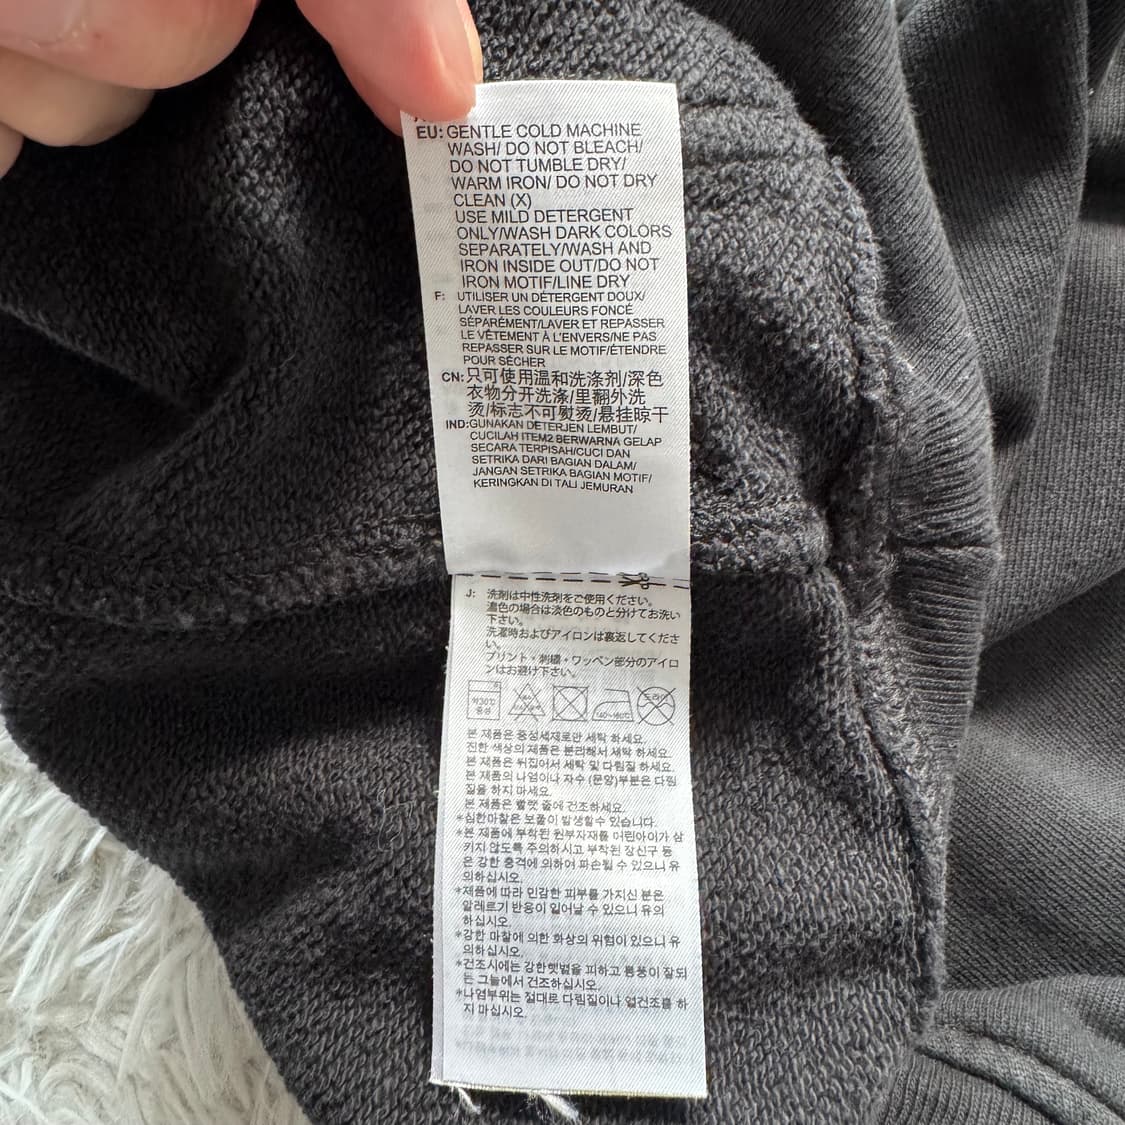 EU: GENTLE COLD MACHINE
WASH/ DO NOT BLEACH/
DO NOT TUMBLE DRY/
WARM IRON/ DO NOT DRY
CLEAN (X)
USE MILD DETERGENT
ONLY/WASH DARK COLORS
SEPARATELY/WASH AND
IRON INSIDE OUT/DO NOT
IRON MOTIF/LINE DRY
F: UTILISER UN DÉTERGENT DOUX/
LAVER LES COULEURS FONCÉ
SÉPARÉMENT/LAVER ET REPASSER
LE VÊTEMENT À L'ENVERS/NE PAS
REPASSER SUR LE MOTIF/ÉTENDRE
POUR SÉCHER
CN: 只可使用温和洗涤剂/深色
衣物分开洗涤/里翻外洗
烫/标志不可熨烫/悬挂晾干
IND: GUNAKAN DETERJEN LEMBUT/
CUCILAH ITEM2 BERWARNA GELAP
SECARA TERPISAH/CUCI DAN
SETRIKA DARI BAGIAN DALAM/
JANGAN SETRIKA BAGIAN MOTIF/
KERINGKAN DI TALI JEMURAN
J: 洗剤は中性洗剤をご使用ください。
濃色の場合は淡色のものと分けてお洗い
下さい。
洗濯時およびアイロンは裏返してくださ
い。
プリント・刺繍・ワッペン部分のアイロ
ンはお避け下さい。
약30℃
중성
140~160℃
드라이
본 제품은 중성세제로만 세탁 하세요.
진한 색상의 제품은 분리해서 세탁 하세요.
본 제품은 뒤집어서 세탁 및 다림질 하세요.
본 제품의 나염이나 자수 (문양)부분은 다림
질을 하지 마세요.
본 제품은 빨랫 줄에 건조하세요.
*심한마찰은 보풀이 발생할수 있습니다.
*본 제품에 부착된 원부자재를 어린아이가 삼
키지 않도록 주의하시고 부착된 장신구 등
은 강한 충격에 의하여 파손될 수 있으니 유
의하십시오.
*제품에 따라 민감한 피부를 가지신 분은
알레르기 반응이 일어날 수 있으니 유의
하십시오.
*강한 마찰에 의한 화상의 위험이 있으니 유
의하십시오.
*건조시에는 강한햇볕을 피하고 통풍이 잘되
는 그늘에서 건조하십시오.
*나염부위는 절대로 다림질이나 열건조를 하
지 마십시오.